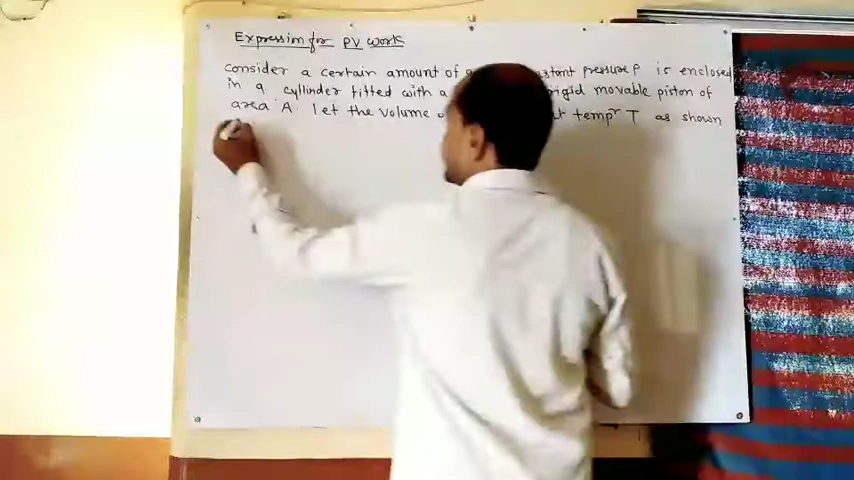 Expression for PV work
Consider a certain amount of constant pressure P is enclosed
in a cylinder fitted with a rigid movable piston of
area 'A' let the volume tempr T as shown